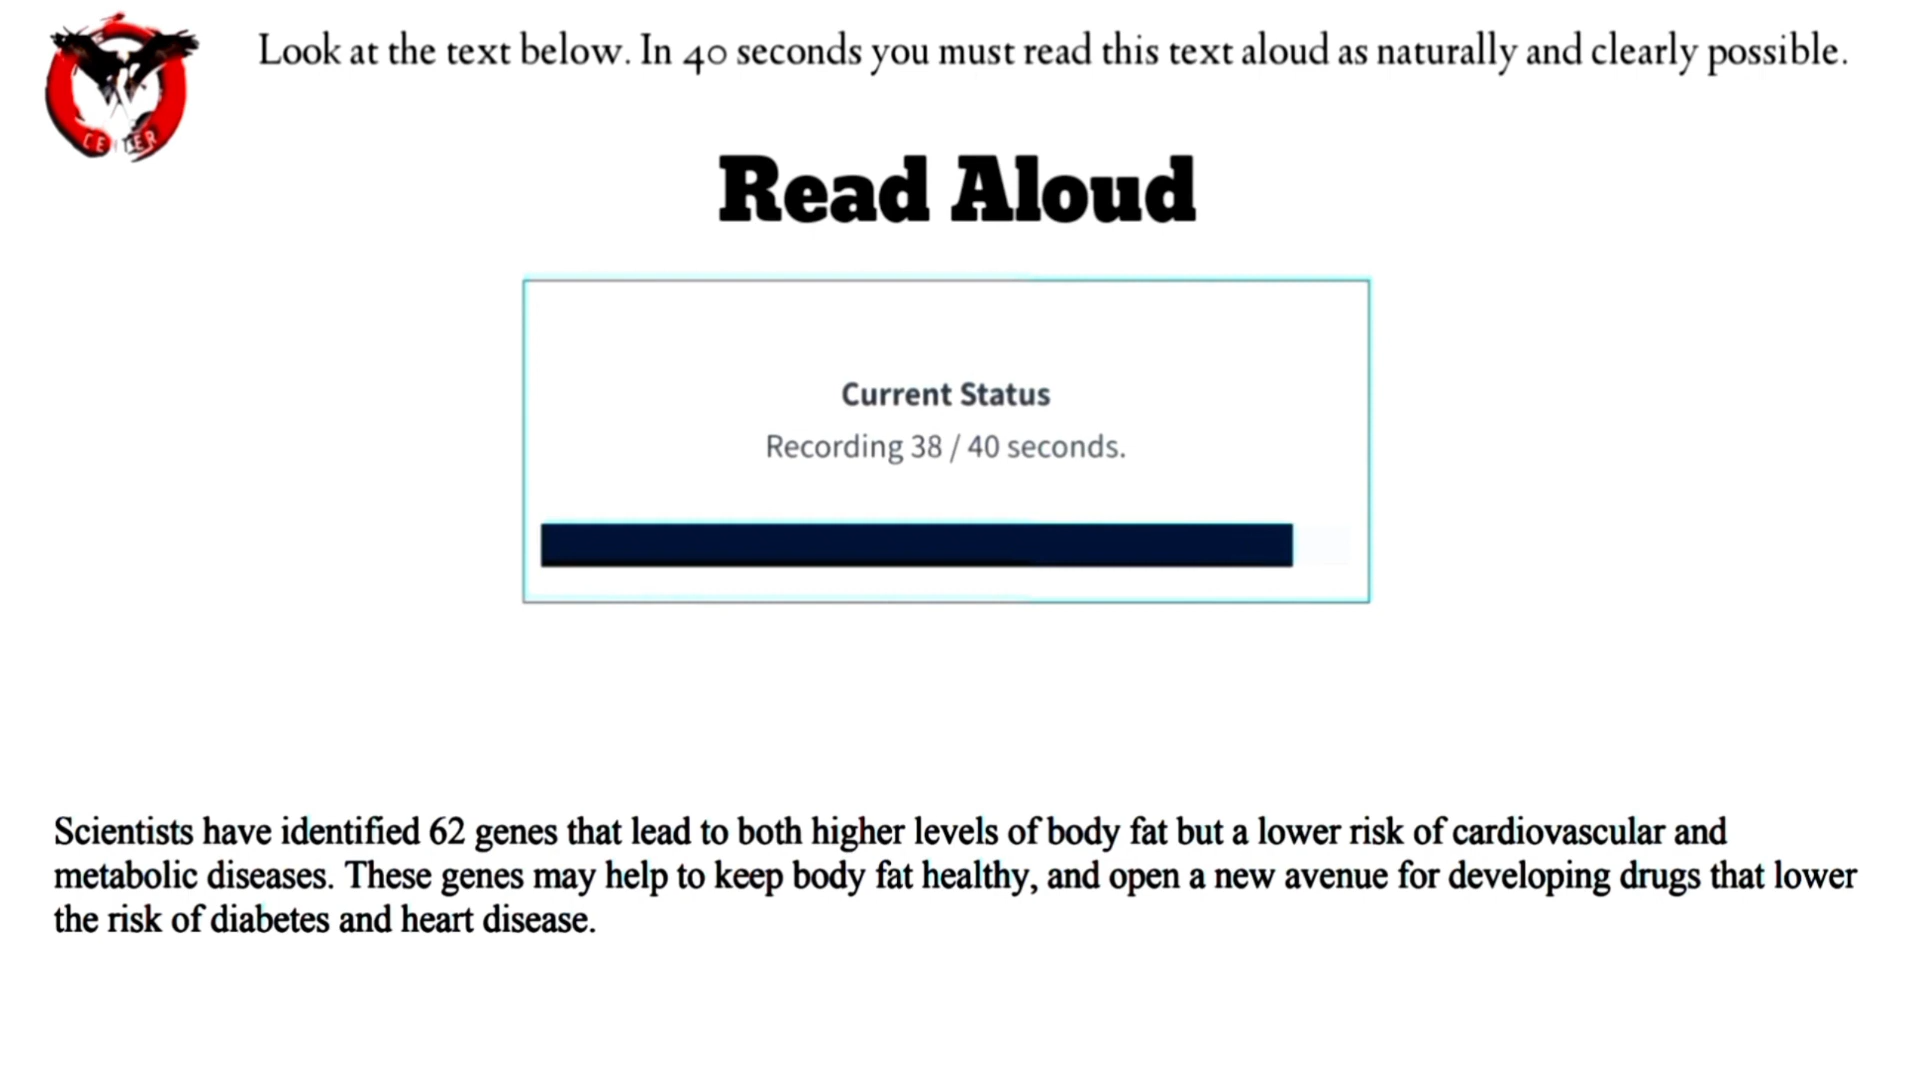 Look at the text below. In 40 seconds you must read this text aloud as naturally and clearly possible.
CENTER
Read Aloud
Current Status
Recording 38 / 40 seconds.
Scientists have identified 62 genes that lead to both higher levels of body fat but a lower risk of cardiovascular and
metabolic diseases. These genes may help to keep body fat healthy, and open a new avenue for developing drugs that lower
the risk of diabetes and heart disease.